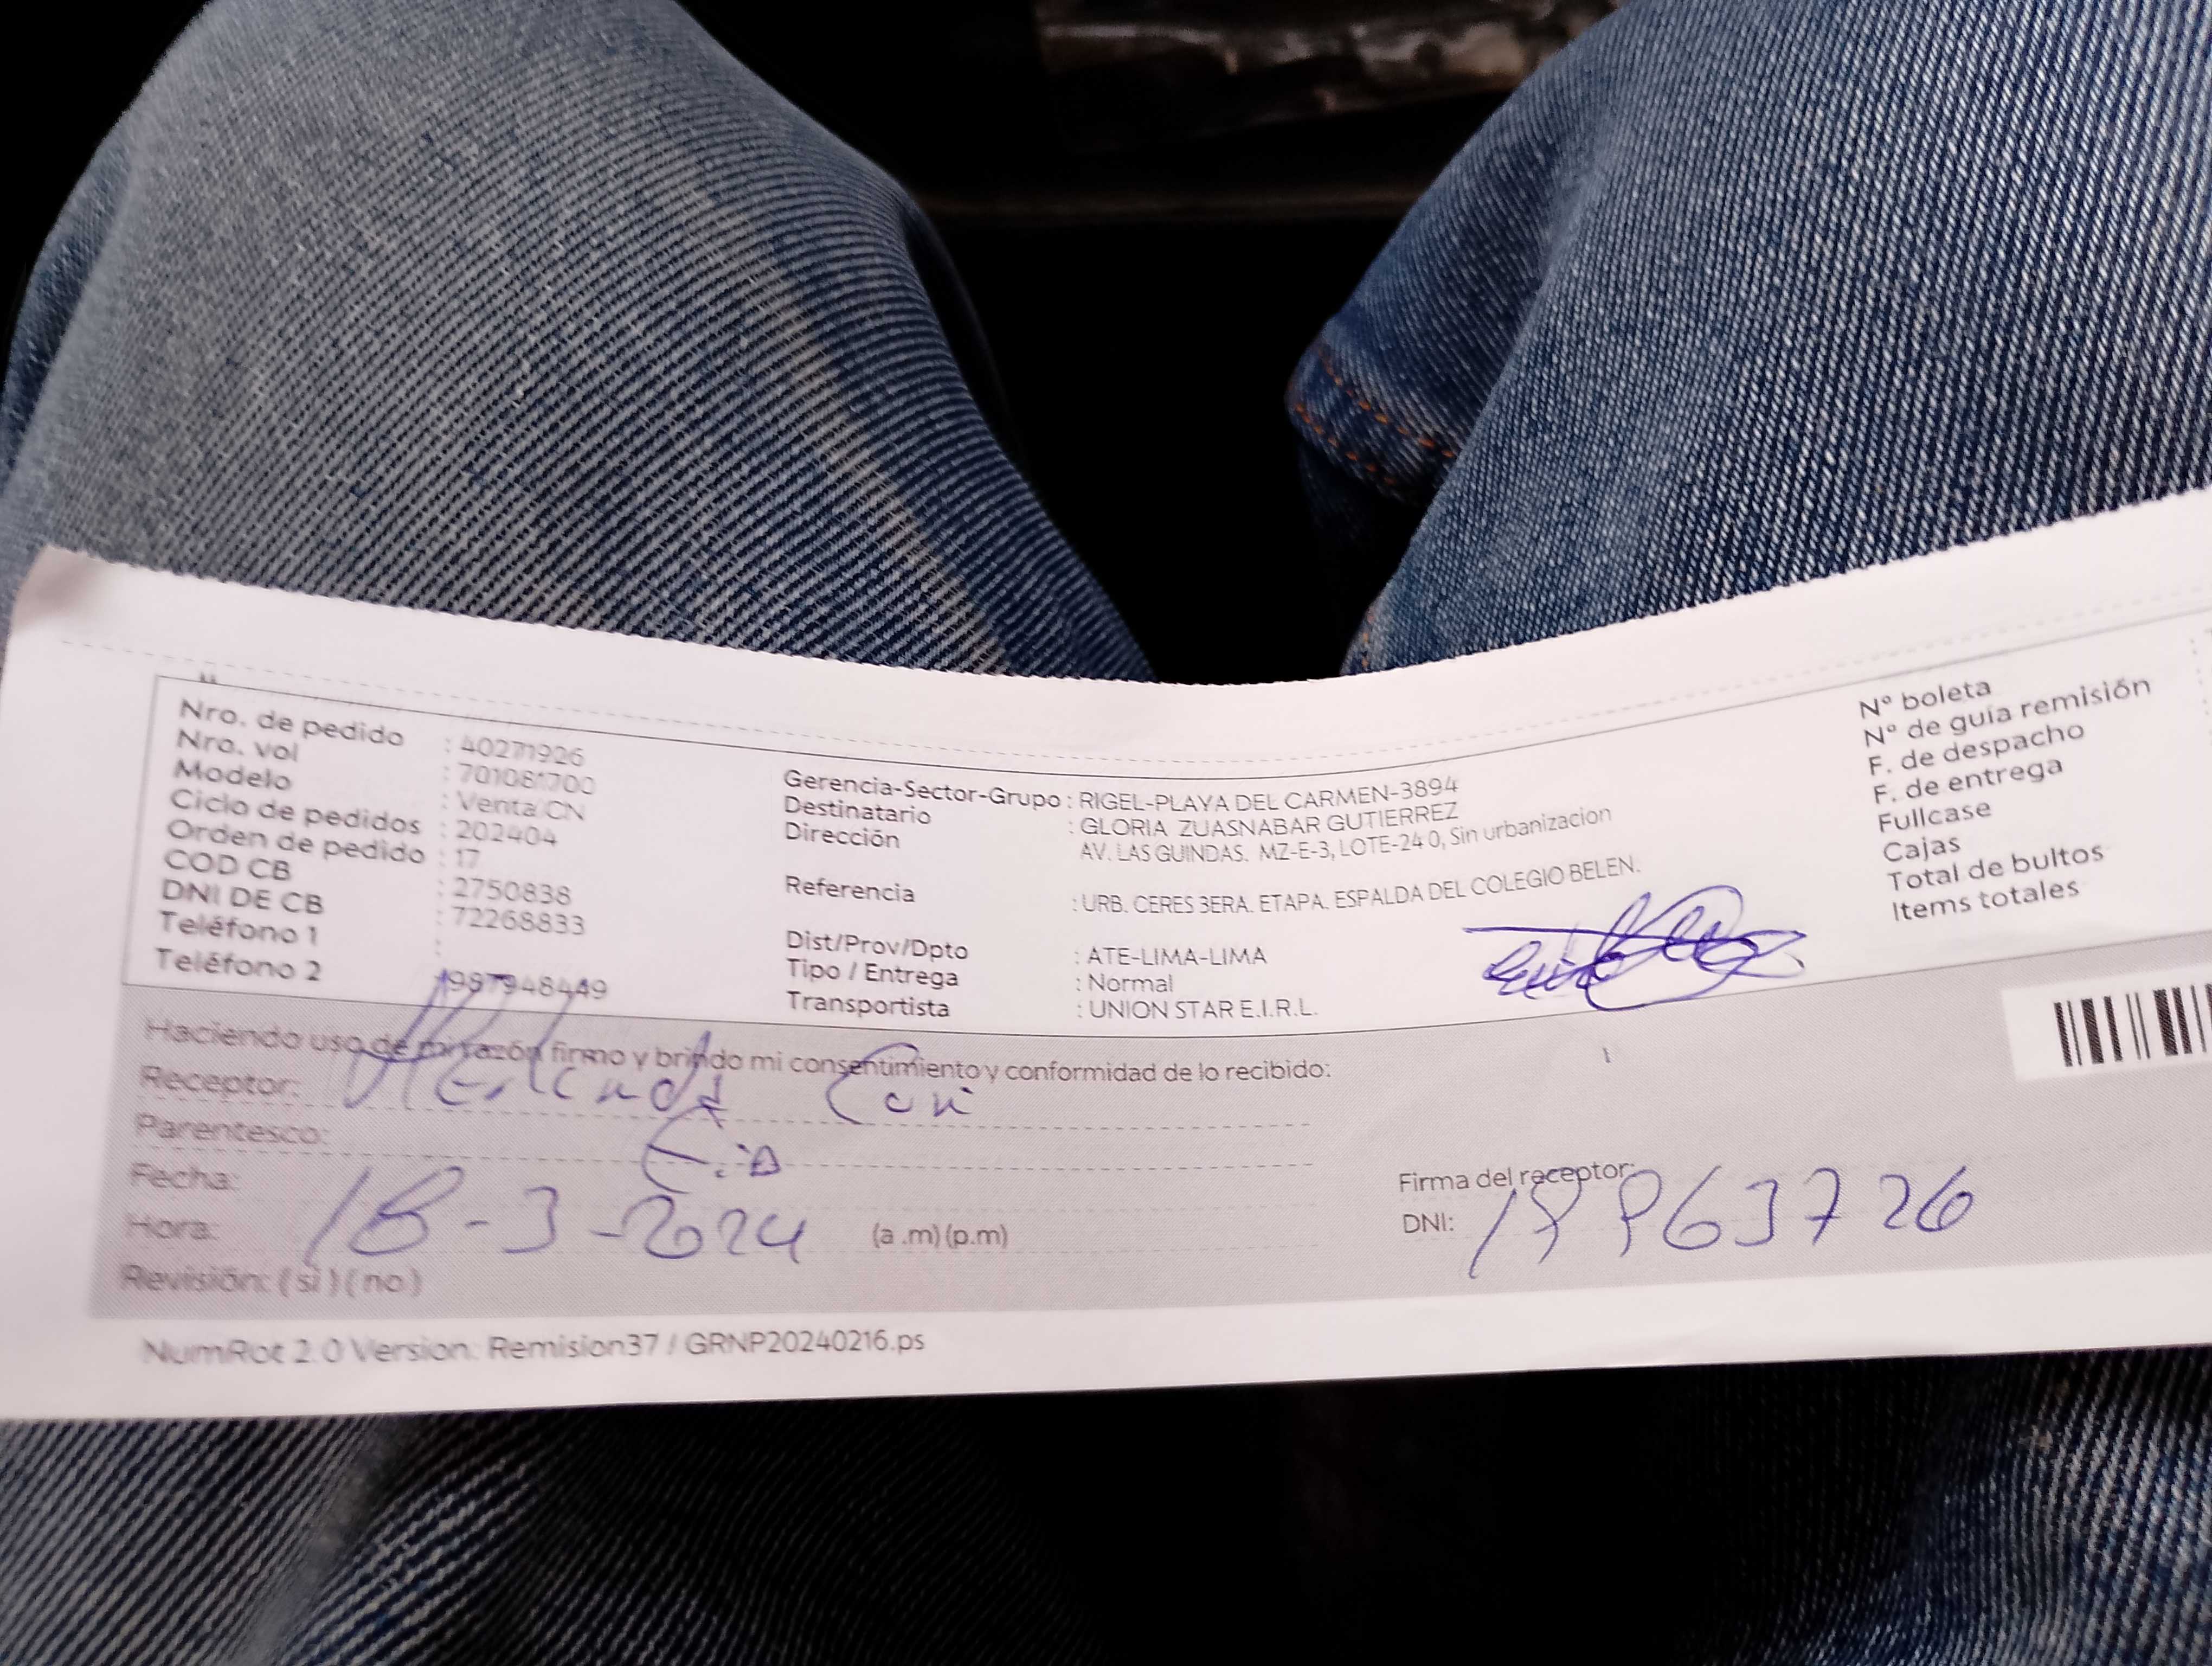 Nro. de pedido : 40271926
Nro. vol : 701081700
Modelo : Venta/CN
Ciclo de pedidos : 202404
Orden de pedido : 17
COD CB : 2750838
DNI DE CB : 72268833
Teléfono 1 :
Teléfono 2 : 987948449
Gerencia-Sector-Grupo : RIGEL-PLAYA DEL CARMEN-3894
Destinatario : GLORIA ZUASNABAR GUTIERREZ
Dirección AV. LAS GUINDAS. MZ-E-3, LOTE-24 0, Sin urbanizacion
Referencia : URB. CERES 3ERA. ETAPA. ESPALDA DEL COLEGIO BELEN.
Dist/Prov/Dpto : ATE-LIMA-LIMA
Tipo / Entrega : Normal
Transportista : UNION STAR E.I.R.L.
N° boleta
N° de guía remisión
F. de despacho
F. de entrega
Fullcase
Cajas
Total de bultos
Items totales
Haciendo uso de mi razón firmo y brindo mi consentimiento y conformidad de lo recibido:
Receptor:
Parentesco:
Fecha: 18-3-2024
Hora: (a .m) (p.m)
Revisión: ( si ) ( no )
Firma del receptor:
DNI:
NumRot 2.0 Version: Remision37 / GRNP20240216.ps